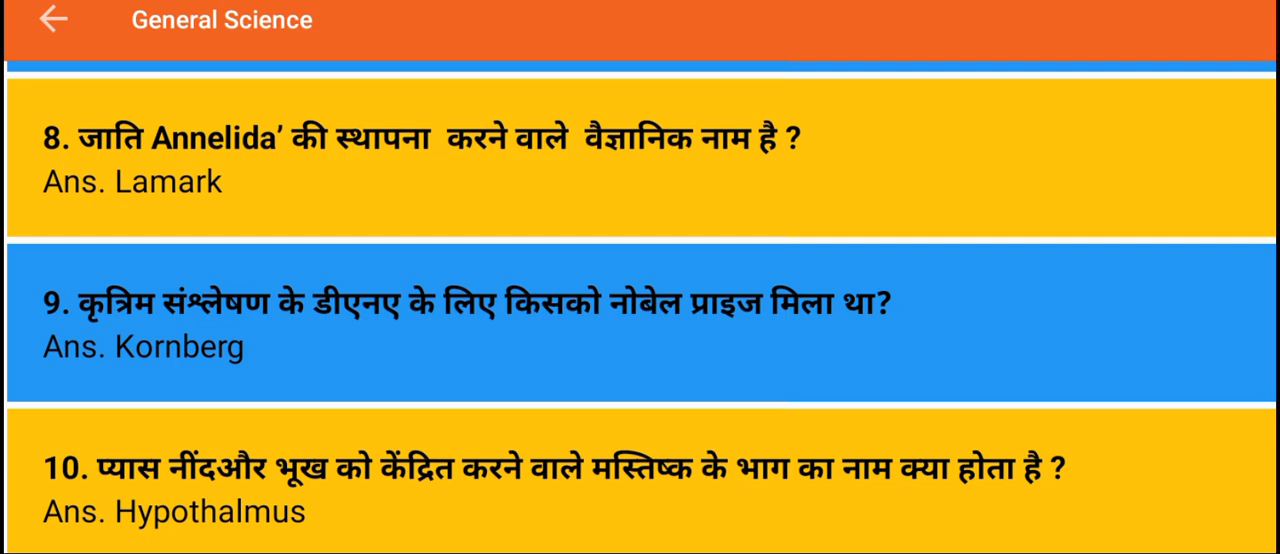 General Science
8. जाति Annelida’ की स्थापना करने वाले वैज्ञानिक नाम है ?
Ans. Lamark
9. कृत्रिम संश्लेषण के डीएनए के लिए किसको नोबेल प्राइज मिला था?
Ans. Kornberg
10. प्यास नींदऔर भूख को केंद्रित करने वाले मस्तिष्क के भाग का नाम क्या होता है ?
Ans. Hypothalmus